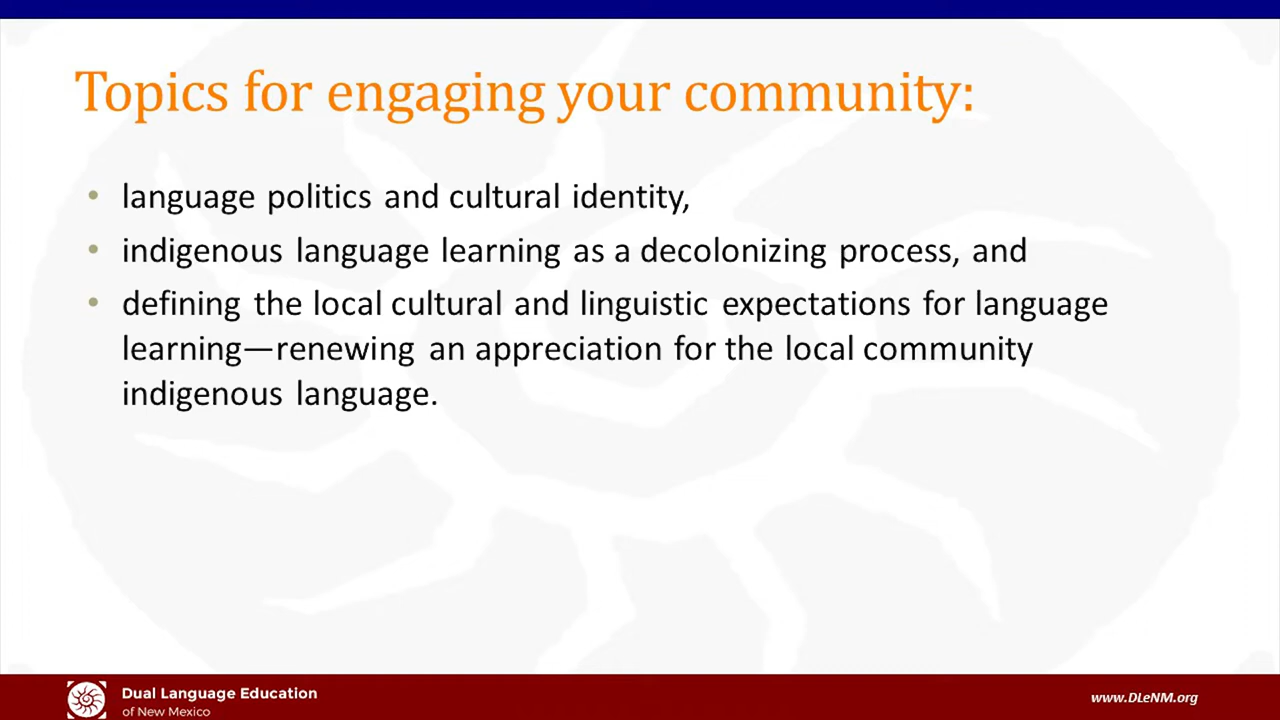 Topics for engaging your community:
• language politics and cultural identity,
• indigenous language learning as a decolonizing process, and
• defining the local cultural and linguistic expectations for language
learning—renewing an appreciation for the local community
indigenous language.
Dual Language Education
of New Mexico
www.DLeNM.org